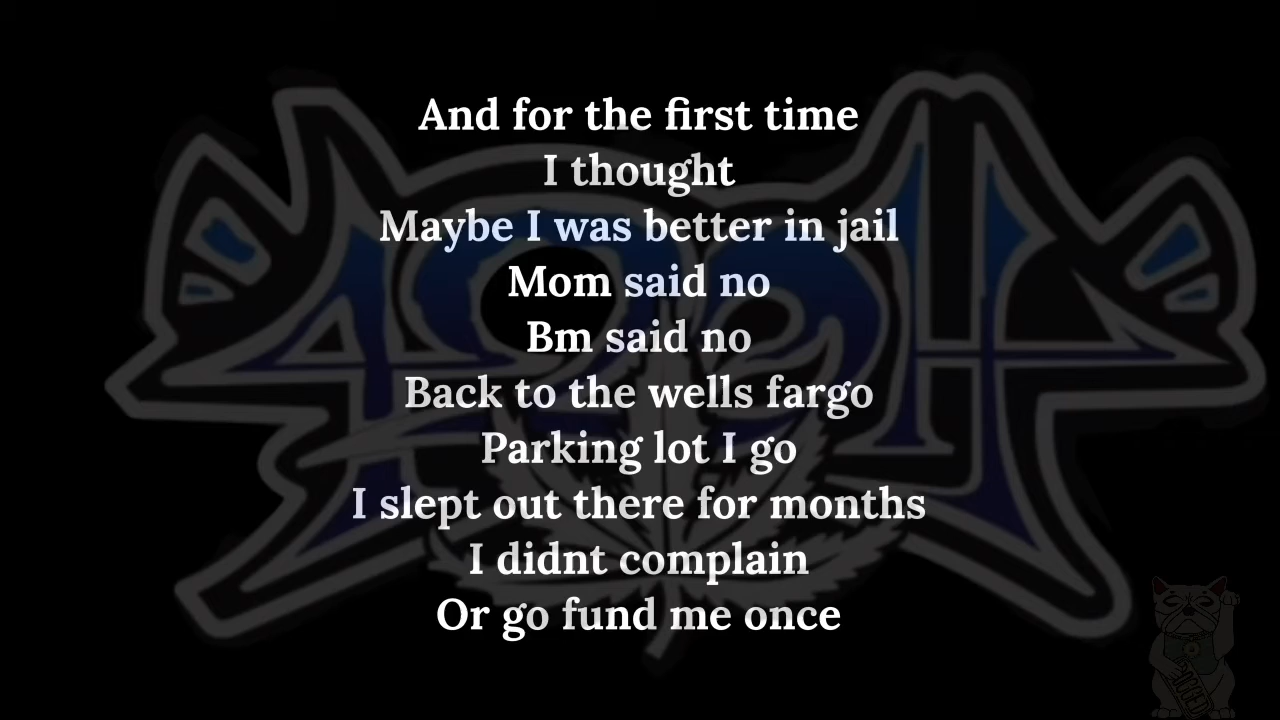 And for the first time
I thought
Maybe I was better in jail
Mom said no
Bm said no
Back to the wells fargo
Parking lot I go
I slept out there for months
I didnt complain
Or go fund me once